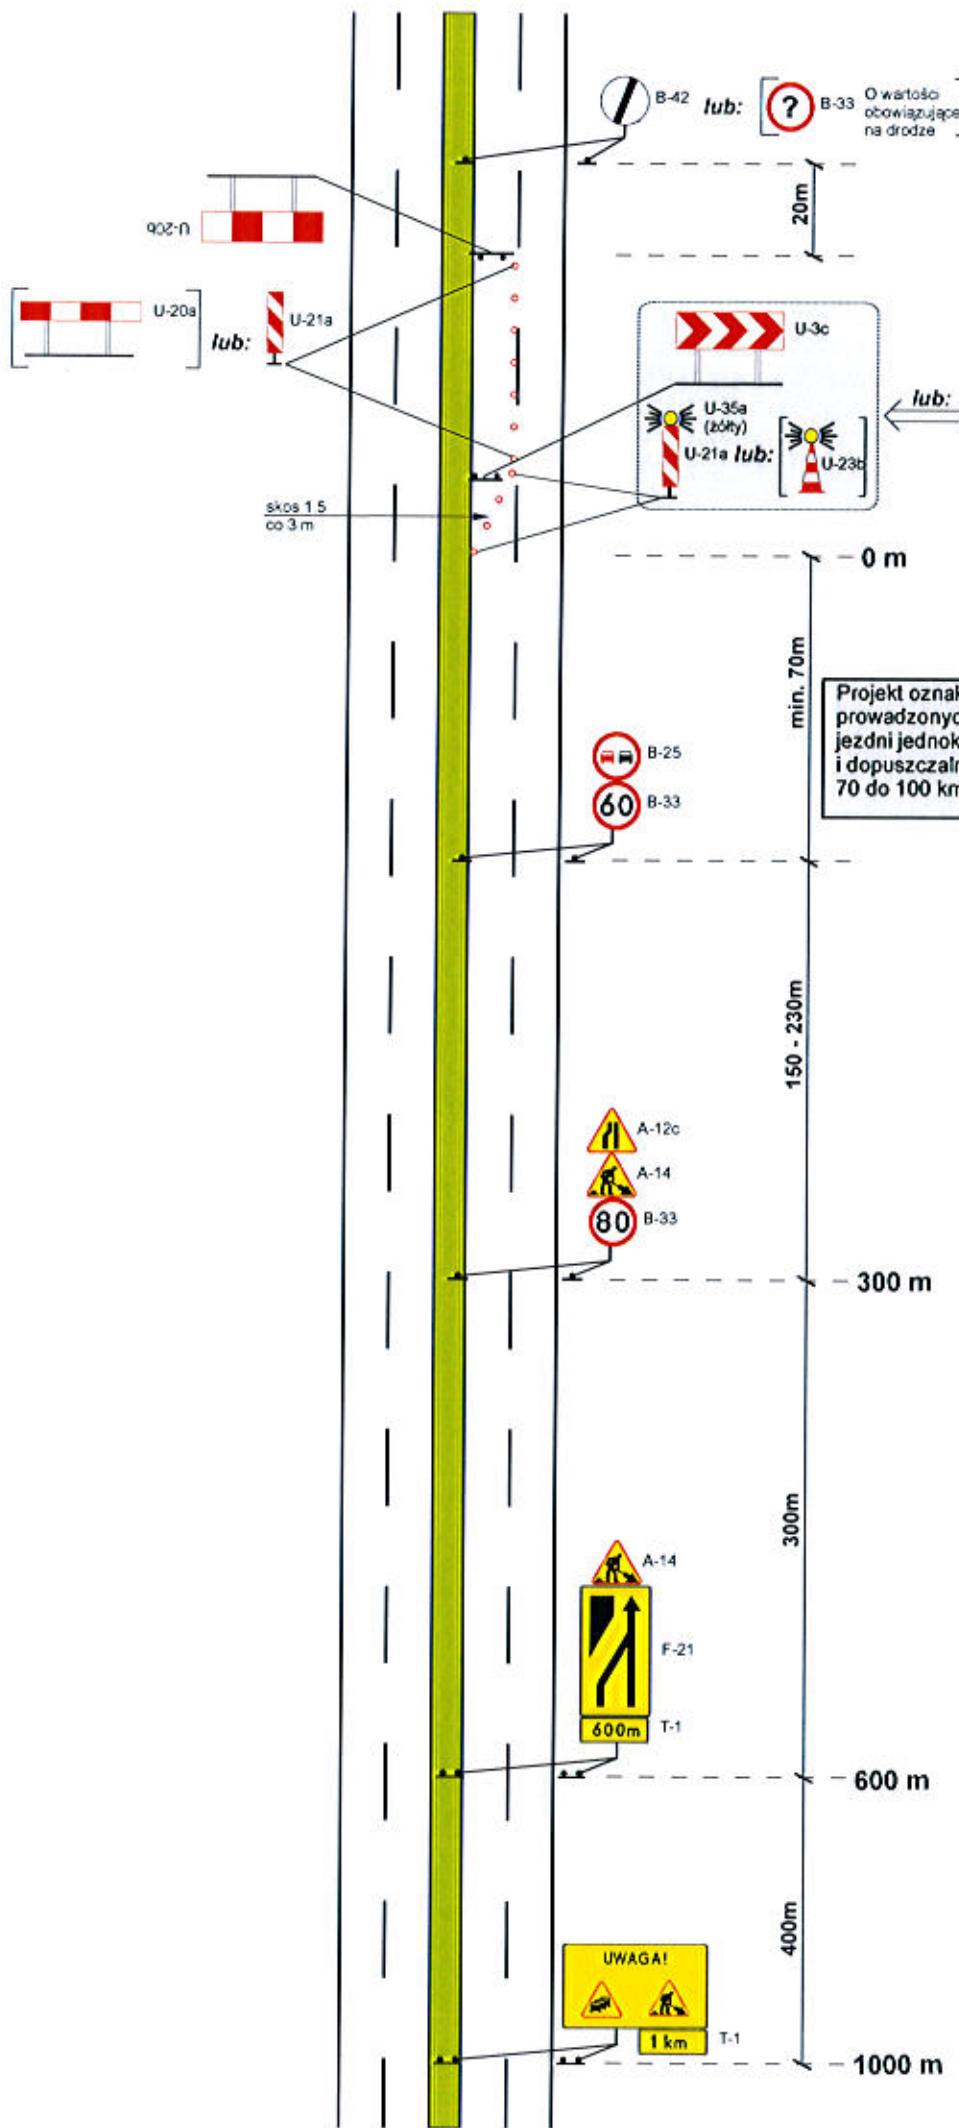 B-42 lub: ? B-33 O wartości
obowiązujące
na drodze
20m
U-20b
U-20a lub: U-21a
U-3c
U-35a
(żółty)
U-21a lub: U-23b
lub:
skos 1 5
co 3 m
0 m
min. 70m
Projekt oznak
prowadzonyc
jezdni jednok
i dopuszczaln
70 do 100 km
B-25
60 B-33
150 - 230m
A-12c
A-14
80 B-33
300 m
300m
A-14
F-21
600m T-1
600 m
400m
UWAGA!
1 km T-1
1000 m